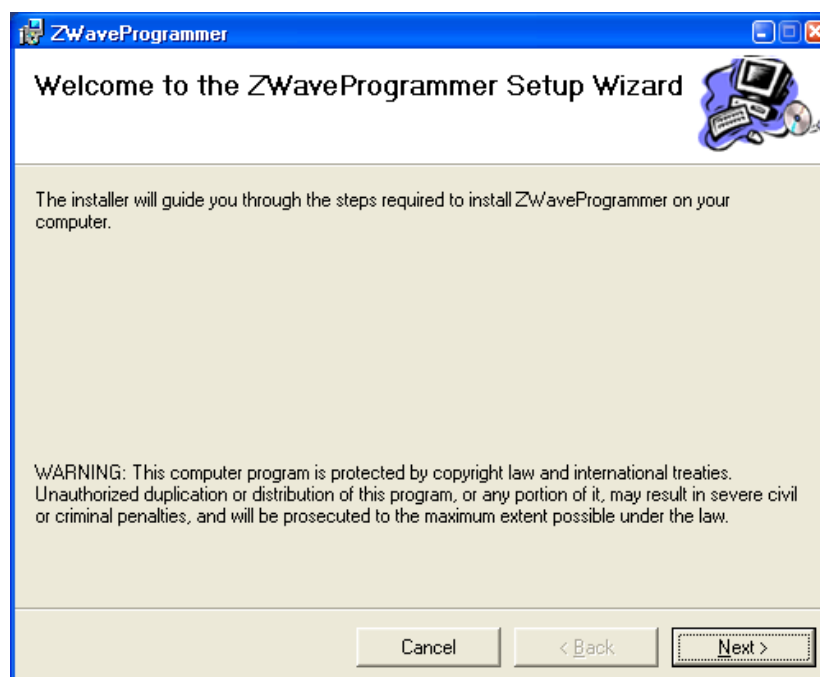 ZWaveProgrammer
Welcome to the ZWaveProgrammer Setup Wizard
The installer will guide you through the steps required to install ZWaveProgrammer on your
computer.
WARNING: This computer program is protected by copyright law and international treaties.
Unauthorized duplication or distribution of this program, or any portion of it, may result in severe civil
or criminal penalties, and will be prosecuted to the maximum extent possible under the law.
Cancel < Back Next >